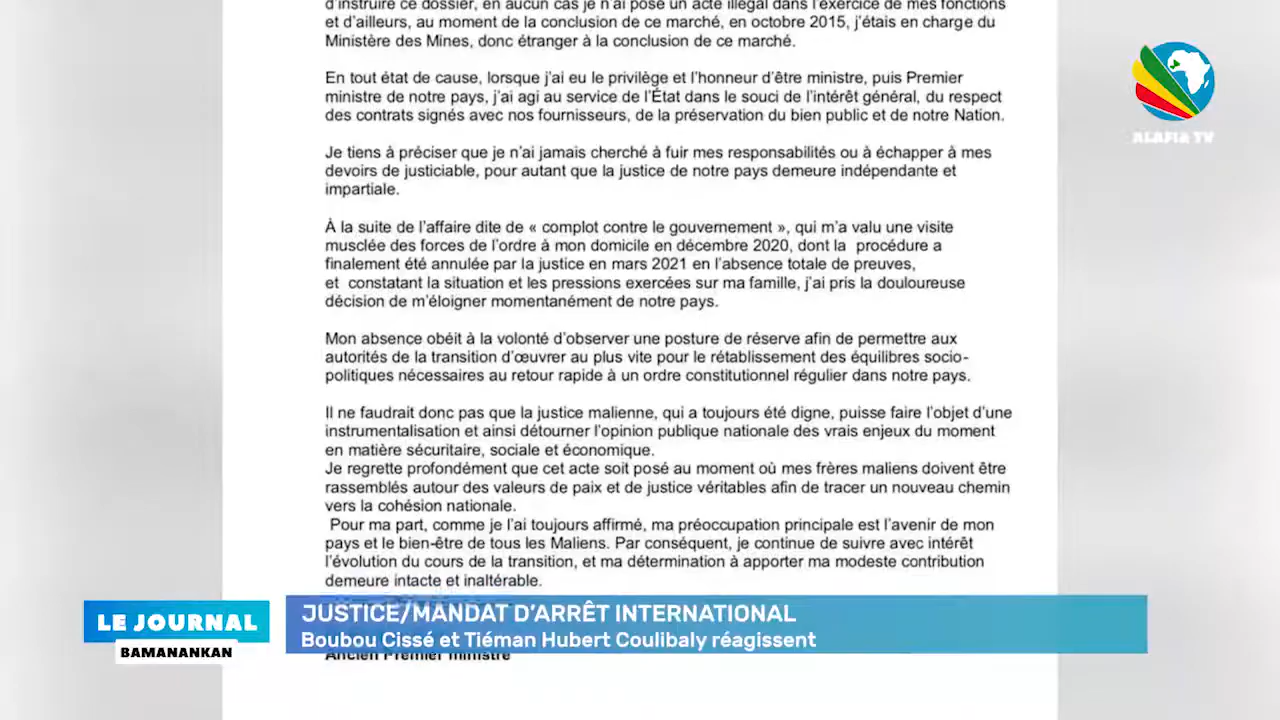 d'instruire ce dossier, en aucun cas je n'ai posé un acte illégal dans l'exercice de mes fonctions
et d'ailleurs, au moment de la conclusion de ce marché, en octobre 2015, j'étais en charge du
Ministère des Mines, donc étranger à la conclusion de ce marché.
En tout état de cause, lorsque j'ai eu le privilège et l'honneur d'être ministre, puis Premier
ministre de notre pays, j'ai agi au service de l'État dans le souci de l'intérêt général, du respect
des contrats signés avec nos fournisseurs, de la préservation du bien public et de notre Nation.
ALAFIA TV
Je tiens à préciser que je n'ai jamais cherché à fuir mes responsabilités ou à échapper à mes
devoirs de justiciable, pour autant que la justice de notre pays demeure indépendante et
impartiale.
À la suite de l'affaire dite de « complot contre le gouvernement », qui m'a valu une visite
musclée des forces de l'ordre à mon domicile en décembre 2020, dont la procédure a
finalement été annulée par la justice en mars 2021 en l'absence totale de preuves,
et constatant la situation et les pressions exercées sur ma famille, j'ai pris la douloureuse
décision de m'éloigner momentanément de notre pays.
Mon absence obéit à la volonté d'observer une posture de réserve afin de permettre aux
autorités de la transition d'œuvrer au plus vite pour le rétablissement des équilibres socio-
politiques nécessaires au retour rapide à un ordre constitutionnel régulier dans notre pays.
Il ne faudrait donc pas que la justice malienne, qui a toujours été digne, puisse faire l'objet d'une
instrumentalisation et ainsi détourner l'opinion publique nationale des vrais enjeux du moment
en matière sécuritaire, sociale et économique.
Je regrette profondément que cet acte soit posé au moment où mes frères maliens doivent être
rassemblés autour des valeurs de paix et de justice véritables afin de tracer un nouveau chemin
vers la cohésion nationale.
Pour ma part, comme je l'ai toujours affirmé, ma préoccupation principale est l'avenir de mon
pays et le bien-être de tous les Maliens. Par conséquent, je continue de suivre avec intérêt
l'évolution du cours de la transition, et ma détermination à apporter ma modeste contribution
demeure intacte et inaltérable.
LE JOURNAL
BAMANANKAN
JUSTICE/MANDAT D'ARRÊT INTERNATIONAL
Boubou Cissé et Tiéman Hubert Coulibaly réagissent
Ancien Premier ministre